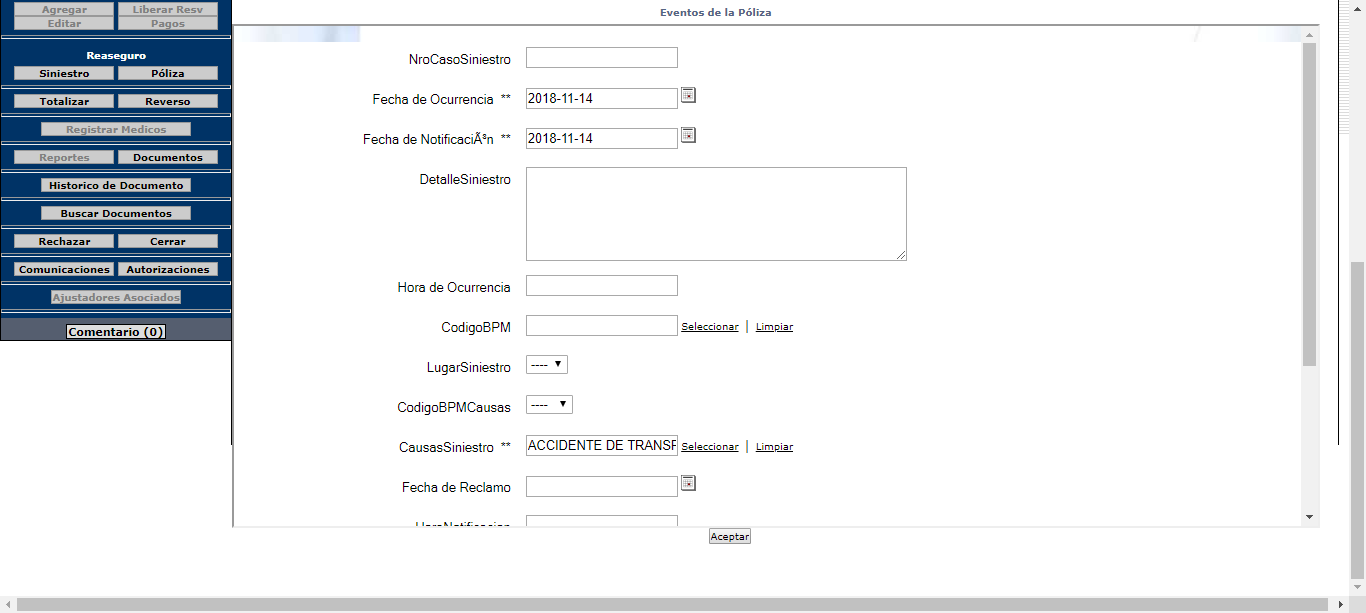 Agregar Liberar Resv
Editar Pagos
Reaseguro
Siniestro Póliza
Totalizar Reverso
Registrar Medicos
Reportes Documentos
Historico de Documento
Buscar Documentos
Rechazar Cerrar
Comunicaciones Autorizaciones
Ajustadores Asociados
Comentario (0)
Eventos de la Póliza
NroCasoSiniestro
Fecha de Ocurrencia ** 2018-11-14
Fecha de NotificaciÃ³n ** 2018-11-14
DetalleSiniestro
Hora de Ocurrencia
CodigoBPM Seleccionar | Limpiar
LugarSiniestro ----
CodigoBPMCausas ----
CausasSiniestro ** ACCIDENTE DE TRANSF Seleccionar | Limpiar
Fecha de Reclamo
HoraNotificacion
Aceptar